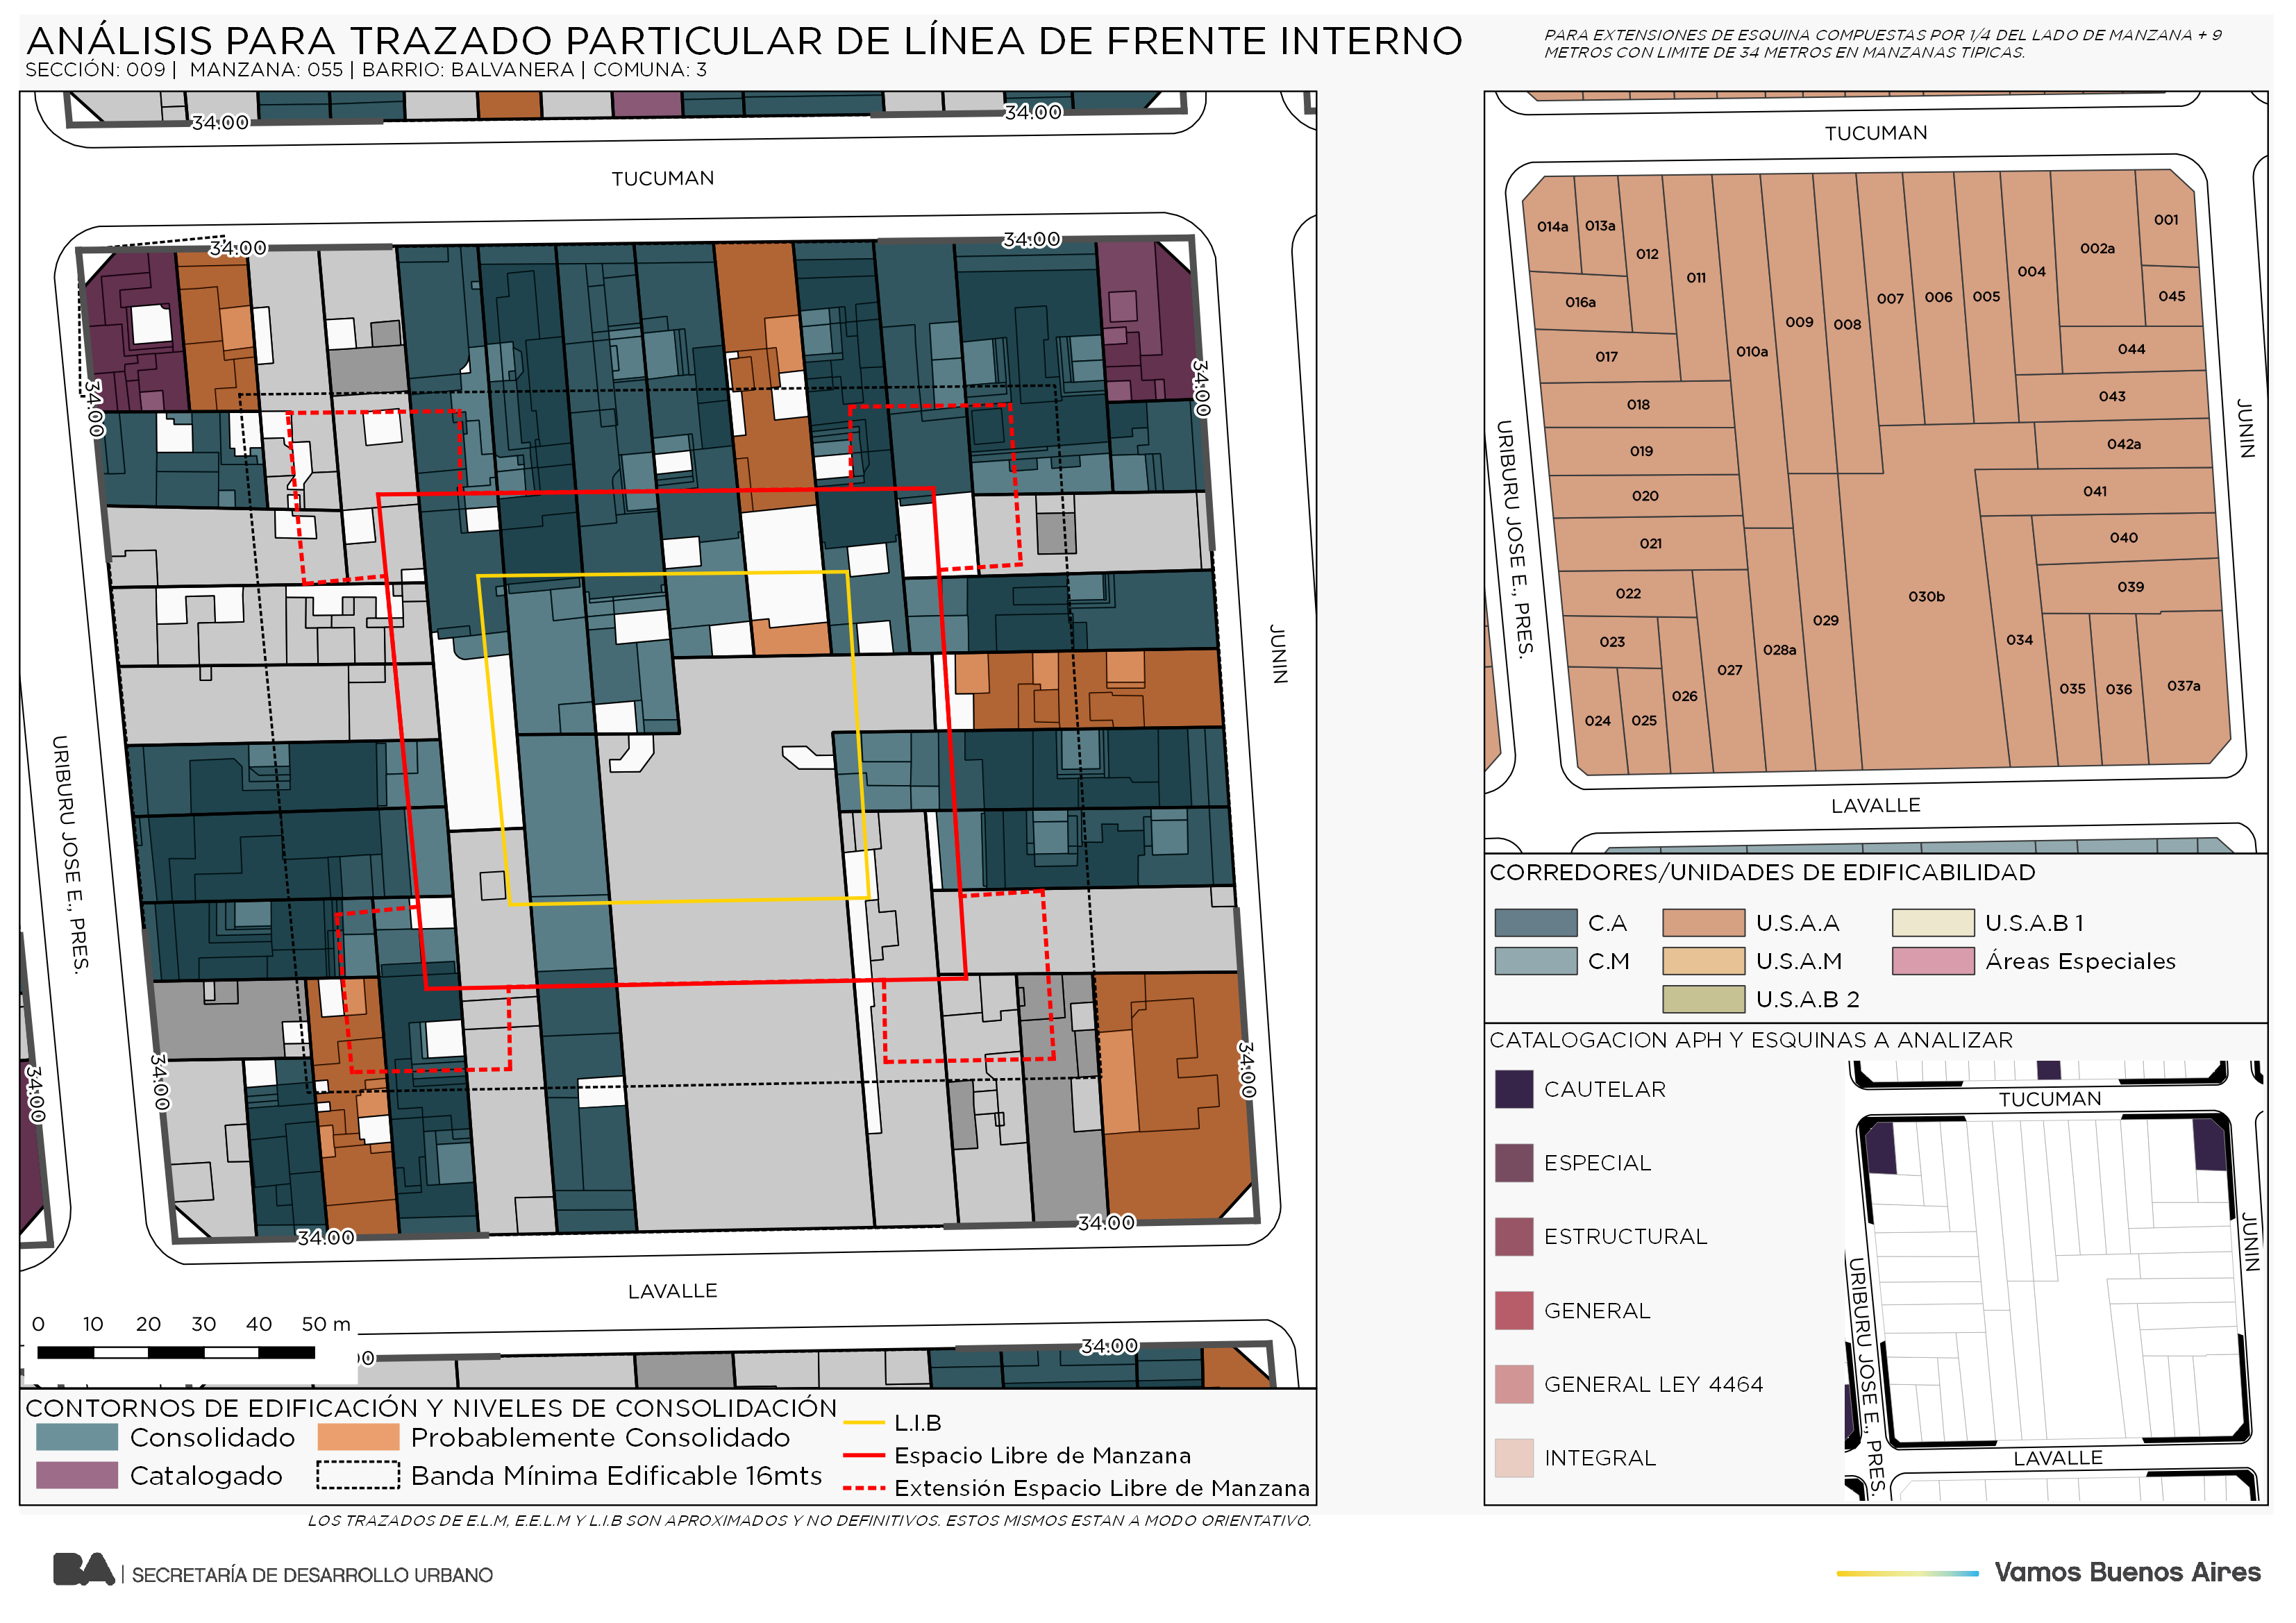 ANÁLISIS PARA TRAZADO PARTICULAR DE LÍNEA DE FRENTE INTERNO
SECCIÓN: 009 | MANZANA: 055 | BARRIO: BALVANERA | COMUNA: 3
PARA EXTENSIONES DE ESQUINA COMPUESTAS POR 1/4 DEL LADO DE MANZANA + 9
METROS CON LIMITE DE 34 METROS EN MANZANAS TIPICAS.
34.00
34.00
TUCUMAN
34.00
34.00
34.00
34.00
JUNIN
URIBURU JOSE E., PRES.
34.00
34.00
34.00
34.00
34.00
LAVALLE
0 10 20 30 40 50 m
34.00
CONTORNOS DE EDIFICACIÓN Y NIVELES DE CONSOLIDACIÓN
Consolidado
Probablemente Consolidado
Catalogado
Banda Mínima Edificable 16mts
L.I.B
Espacio Libre de Manzana
Extensión Espacio Libre de Manzana
LOS TRAZADOS DE E.L.M, E.E.L.M Y L.I.B SON APROXIMADOS Y NO DEFINITIVOS. ESTOS MISMOS ESTAN A MODO ORIENTATIVO.
TUCUMAN
014a
013a
012
011
010a
009
008
007
006
005
004
002a
001
045
016a
017
044
043
018
042a
019
041
020
040
021
039
022
030b
023
029
034
028a
027
026
035
036
037a
024
025
URIBURU JOSE E., PRES.
JUNIN
LAVALLE
CORREDORES/UNIDADES DE EDIFICABILIDAD
C.A
U.S.A.A
U.S.A.B 1
C.M
U.S.A.M
Áreas Especiales
U.S.A.B 2
CATALOGACION APH Y ESQUINAS A ANALIZAR
CAUTELAR
ESPECIAL
ESTRUCTURAL
GENERAL
GENERAL LEY 4464
INTEGRAL
TUCUMAN
JUNIN
URIBURU JOSE E., PRES.
LAVALLE
BA | SECRETARÍA DE DESARROLLO URBANO
Vamos Buenos Aires